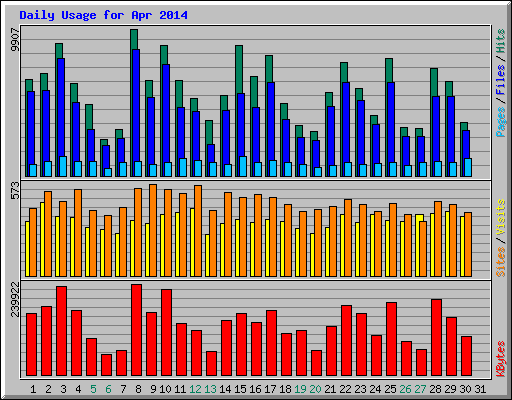 Daily Usage for Apr 2014
9907
Pages / Files / Hits
573
Sites / Visits
239922
KBytes
1 2 3 4 5 6 7 8 9 10 11 12 13 14 15 16 17 18 19 20 21 22 23 24 25 26 27 28 29 30 31